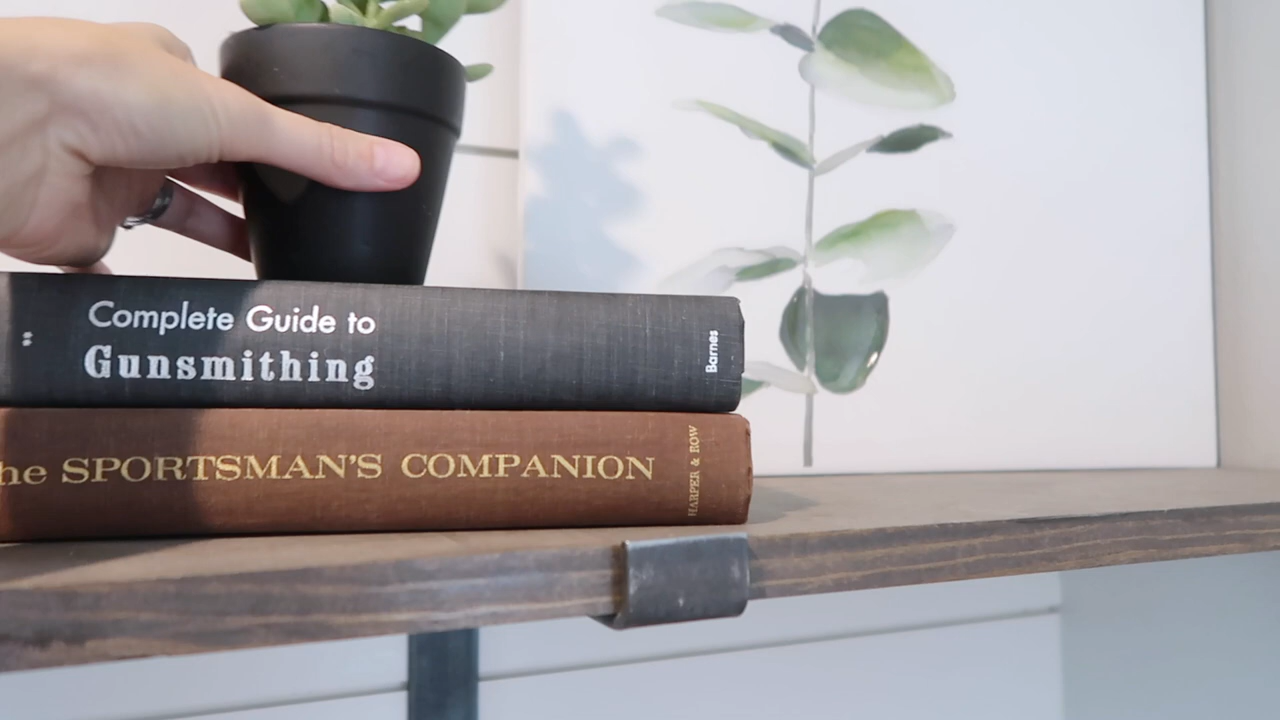 Complete Guide to
Gunsmithing
Barnes
he SPORTSMAN'S COMPANION
HARPER & ROW